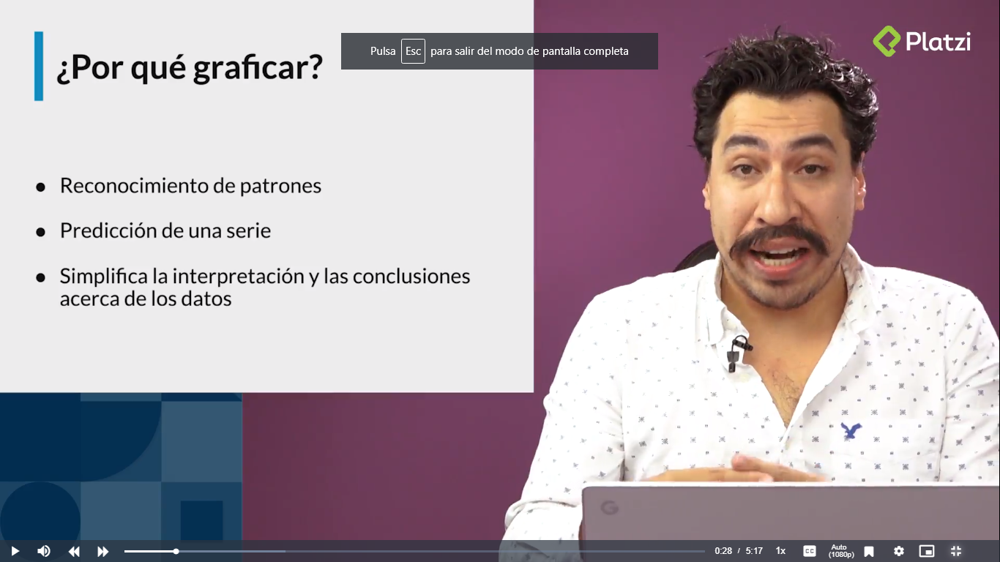 ¿Por qué graficar?
Pulsa Esc para salir del modo de pantalla completa
Platzi
● Reconocimiento de patrones
● Predicción de una serie
● Simplifica la interpretación y las conclusiones
acerca de los datos
G
0:28 / 5:17 1x CC Auto
(1080p)